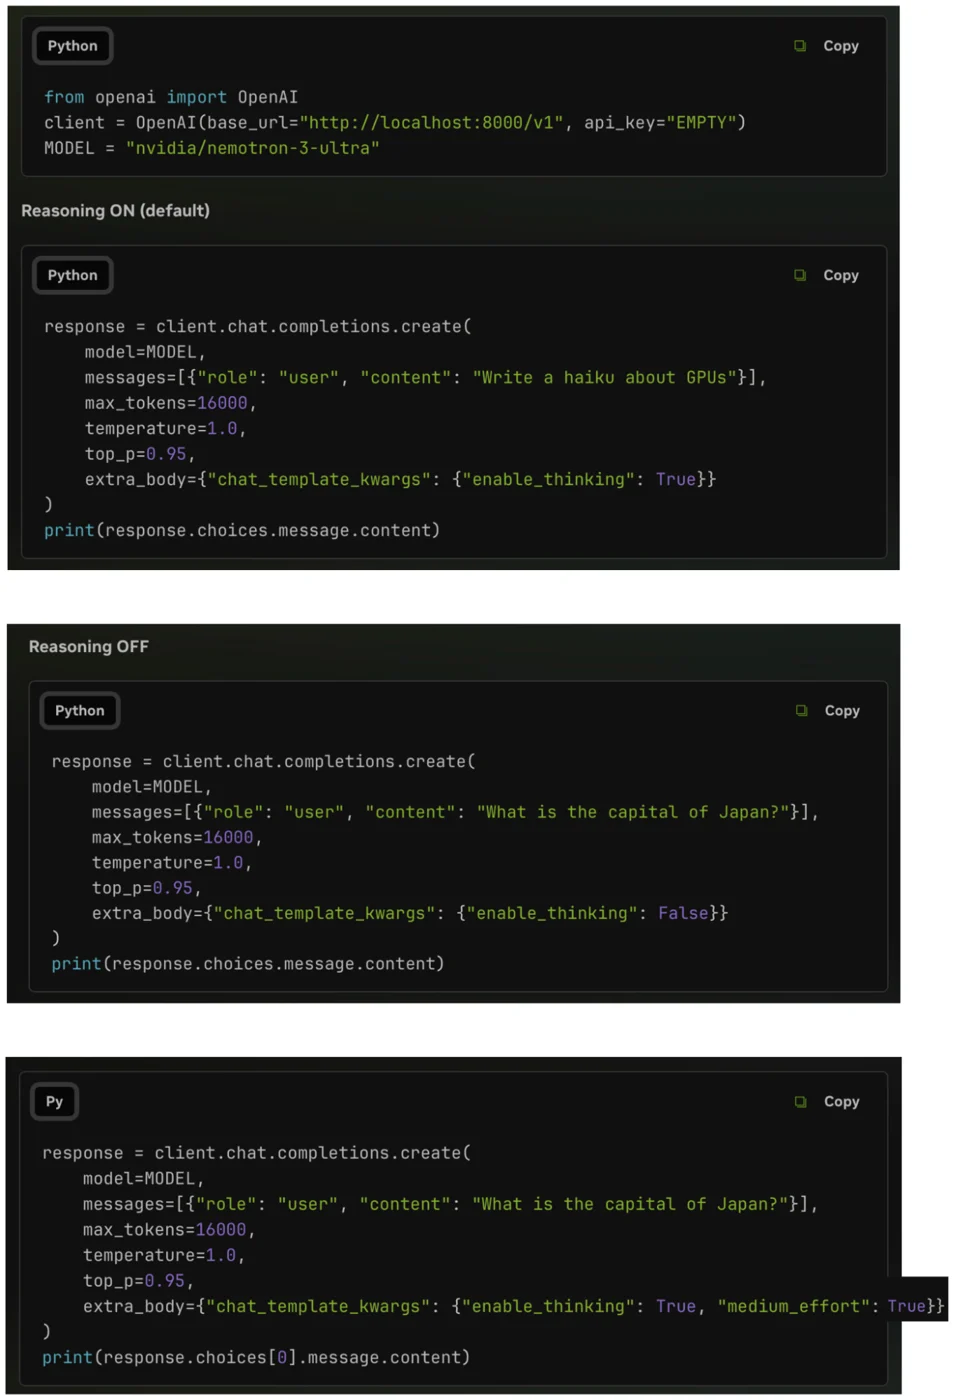 Python
Copy
from openai import OpenAI
client = OpenAI(base_url="http://localhost:8000/v1", api_key="EMPTY")
MODEL = "nvidia/nemotron-3-ultra"
Reasoning ON (default)
Python
Copy
response = client.chat.completions.create(
    model=MODEL,
    messages=[{"role": "user", "content": "Write a haiku about GPUs"}],
    max_tokens=16000,
    temperature=1.0,
    top_p=0.95,
    extra_body={"chat_template_kwargs": {"enable_thinking": True}}
)
print(response.choices.message.content)
Reasoning OFF
Python
Copy
response = client.chat.completions.create(
    model=MODEL,
    messages=[{"role": "user", "content": "What is the capital of Japan?"}],
    max_tokens=16000,
    temperature=1.0,
    top_p=0.95,
    extra_body={"chat_template_kwargs": {"enable_thinking": False}}
)
print(response.choices.message.content)
Py
Copy
response = client.chat.completions.create(
    model=MODEL,
    messages=[{"role": "user", "content": "What is the capital of Japan?"}],
    max_tokens=16000,
    temperature=1.0,
    top_p=0.95,
    extra_body={"chat_template_kwargs": {"enable_thinking": True, "medium_effort": True}}
)
print(response.choices[0].message.content)